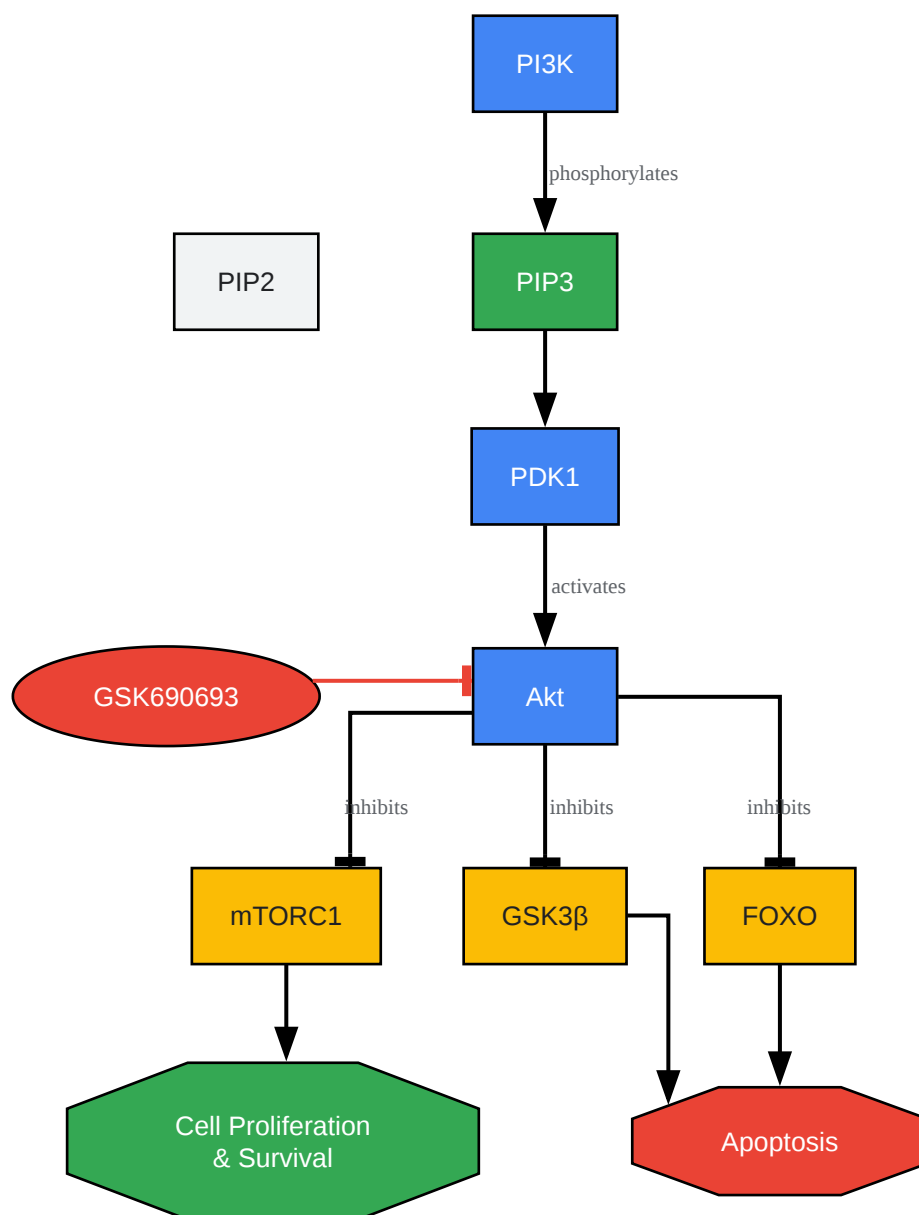 PI3K
phosphorylates
PIP2
PIP3
PDK1
activates
GSK690693
Akt
inhibits
inhibits
inhibits
mTORC1
GSK3β
FOXO
Cell Proliferation
& Survival
Apoptosis